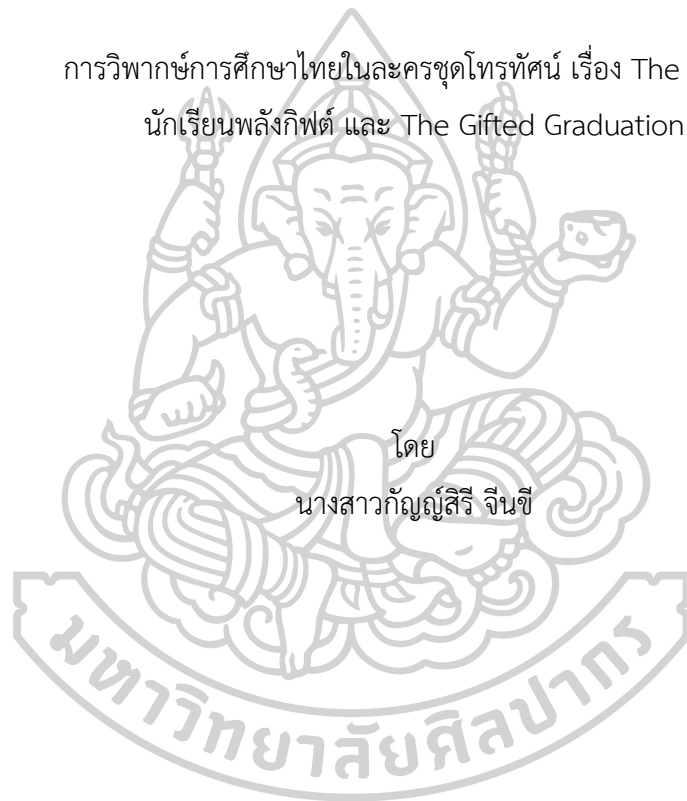 การวิพากษ์การศึกษาไทยในละครชุดโทรทัศน์ เรื่อง The
นักเรียนพลังกิฟต์ และ The Gifted Graduation
โดย
นางสาวกัญญ์สิรี จีนขี
มหาวิทยาลัยศิลปากร